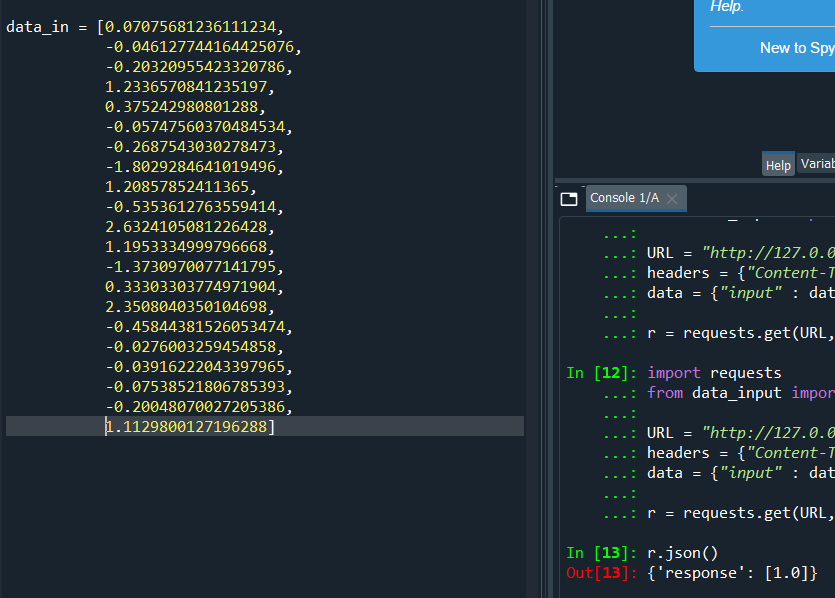 data_in = [0.07075681236111234,
-0.046127744164425076,
-0.20320955423320786,
1.2336570841235197,
0.375242980801288,
-0.05747560370484534,
-0.2687543030278473,
-1.8029284641019496,
1.20857852411365,
-0.5353612763559414,
2.6324105081226428,
1.1953334999796668,
-1.3730970077141795,
0.33303303774971904,
2.3508040350104698,
-0.45844381526053474,
-0.0276003259454858,
-0.03916222043397965,
-0.07538521806785393,
-0.20048070027205386,
1.1129800127196288]
Help.
New to Spy
Help Variab
Console 1/A
...:
...: URL = "http://127.0.0
...: headers = {"Content-T
...: data = {"input" : dat
...:
...: r = requests.get(URL,
In [12]: import requests
...: from data_input impor
...:
...: URL = "http://127.0.0
...: headers = {"Content-T
...: data = {"input" : dat
...:
...: r = requests.get(URL,
In [13]: r.json()
Out[13]: {'response': [1.0]}